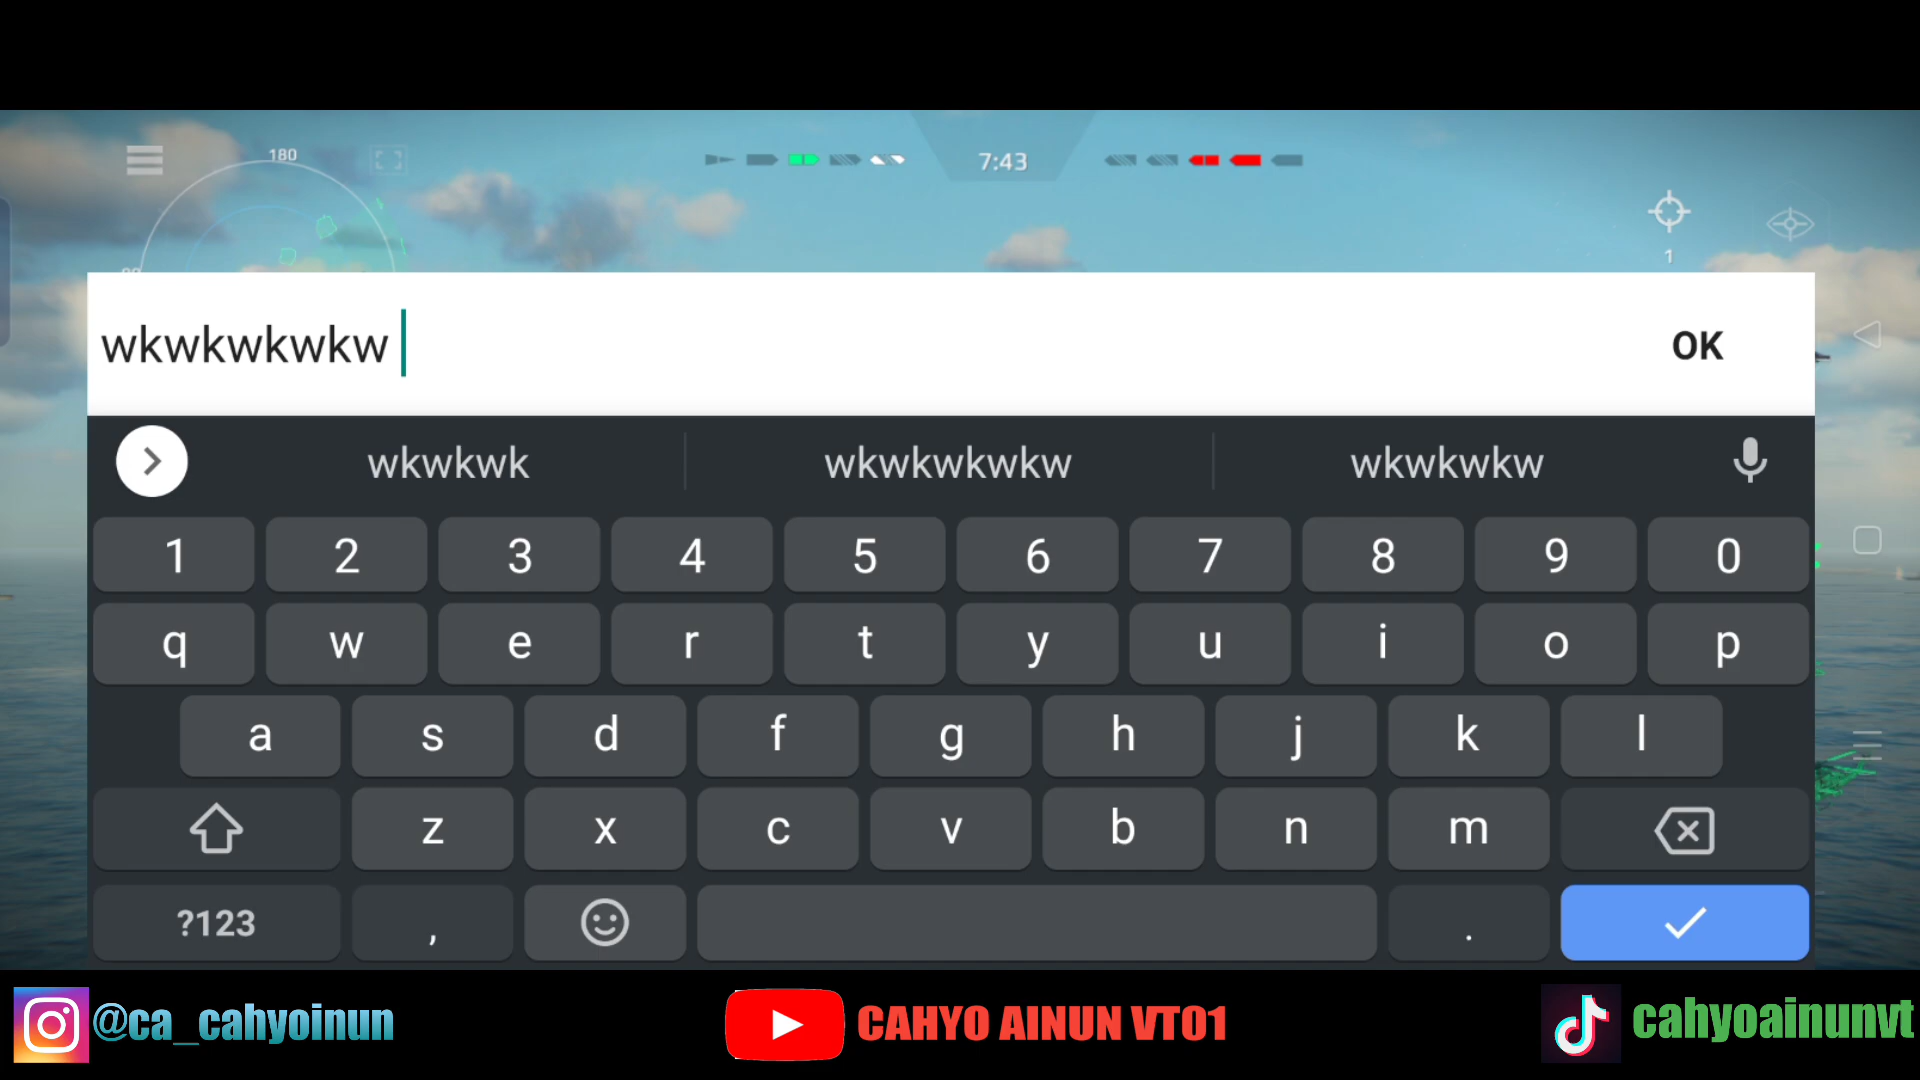 180
7:43
1
wkwkwkwkw
OK
wkwkwk
wkwkwkwkw
wkwkwkw
1 2 3 4 5 6 7 8 9 0
q w e r t y u i o p
a s d f g h j k l
z x c v b n m
?123 , .
@ca_cahyoinun
CAHYO AINUN VT01
cahyoainunvt